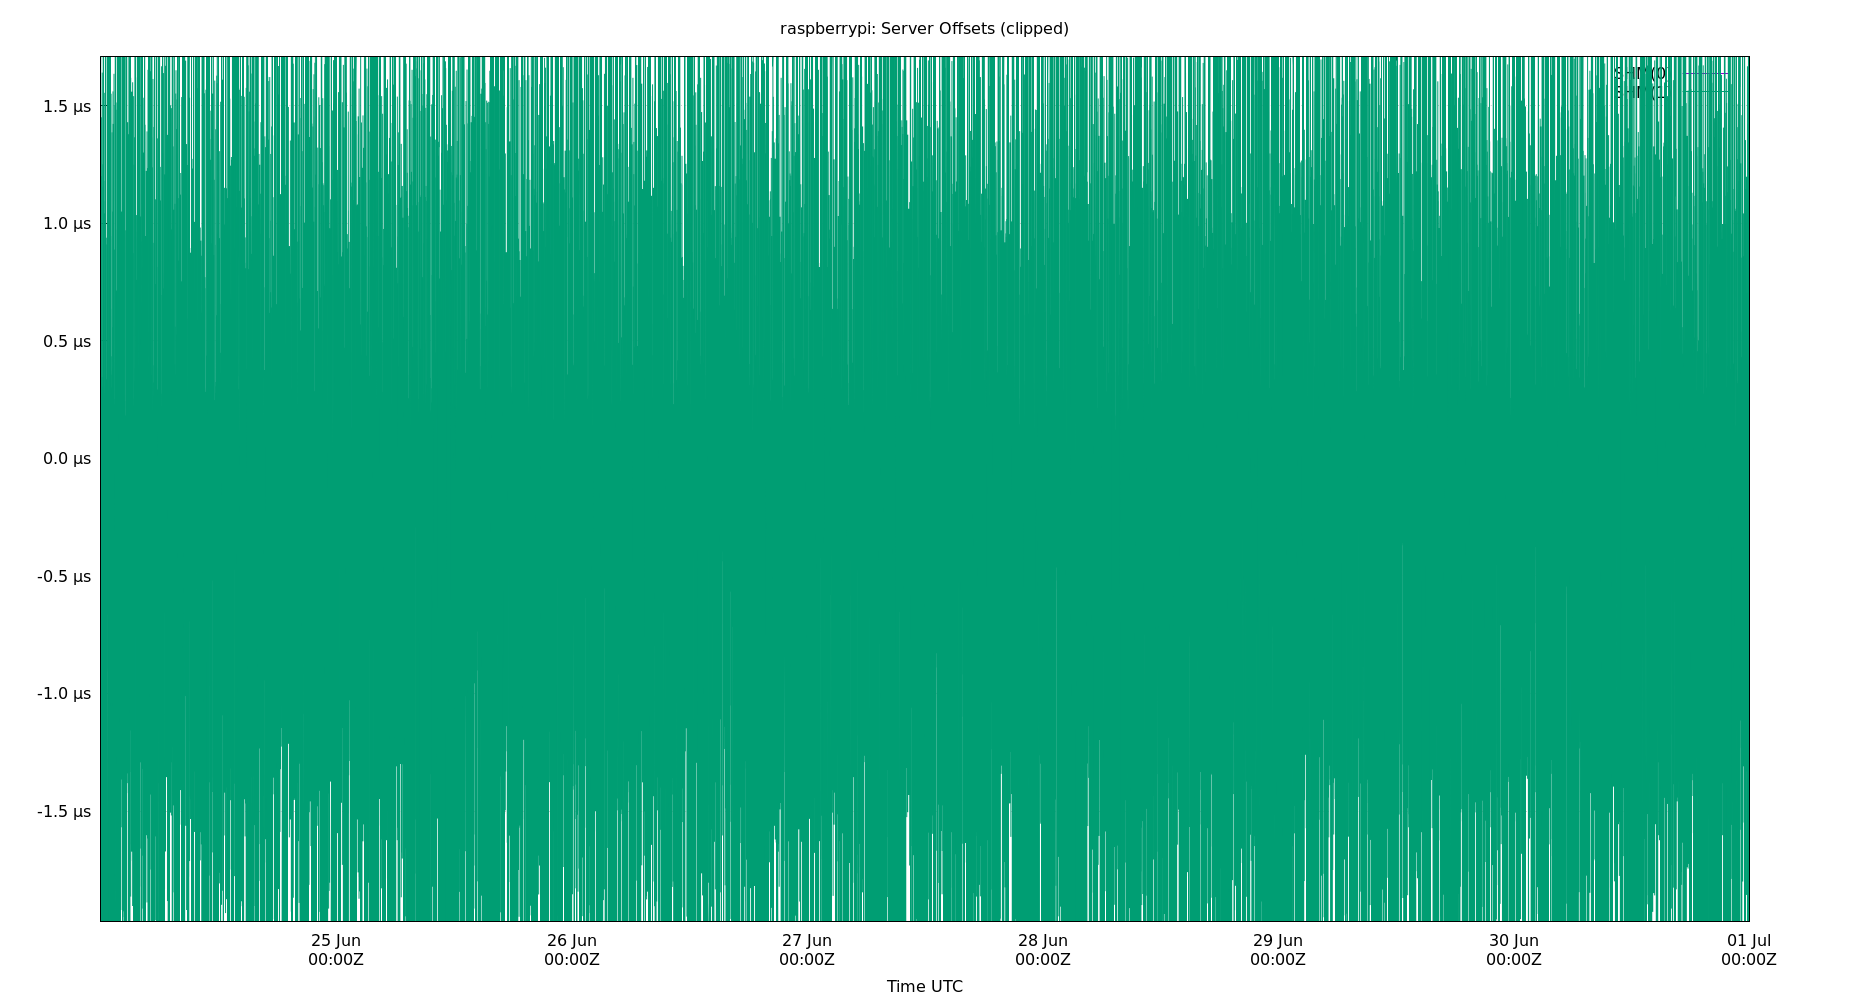 raspberrypi: Server Offsets (clipped)
1.5 µs
1.0 µs
0.5 µs
0.0 µs
-0.5 µs
-1.0 µs
-1.5 µs
25 Jun
00:00Z
26 Jun
00:00Z
27 Jun
00:00Z
28 Jun
00:00Z
29 Jun
00:00Z
30 Jun
00:00Z
01 Jul
00:00Z
Time UTC